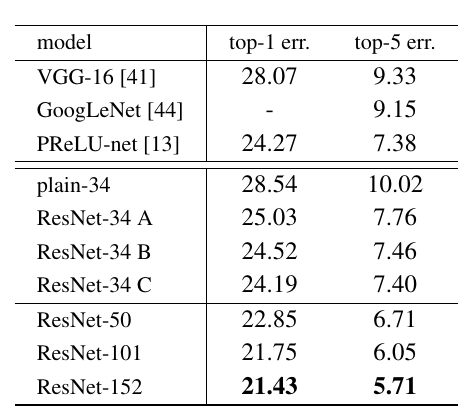 model top-1 err. top-5 err.
VGG-16 [41] 28.07 9.33
GoogLeNet [44] - 9.15
PReLU-net [13] 24.27 7.38
plain-34 28.54 10.02
ResNet-34 A 25.03 7.76
ResNet-34 B 24.52 7.46
ResNet-34 C 24.19 7.40
ResNet-50 22.85 6.71
ResNet-101 21.75 6.05
ResNet-152 21.43 5.71